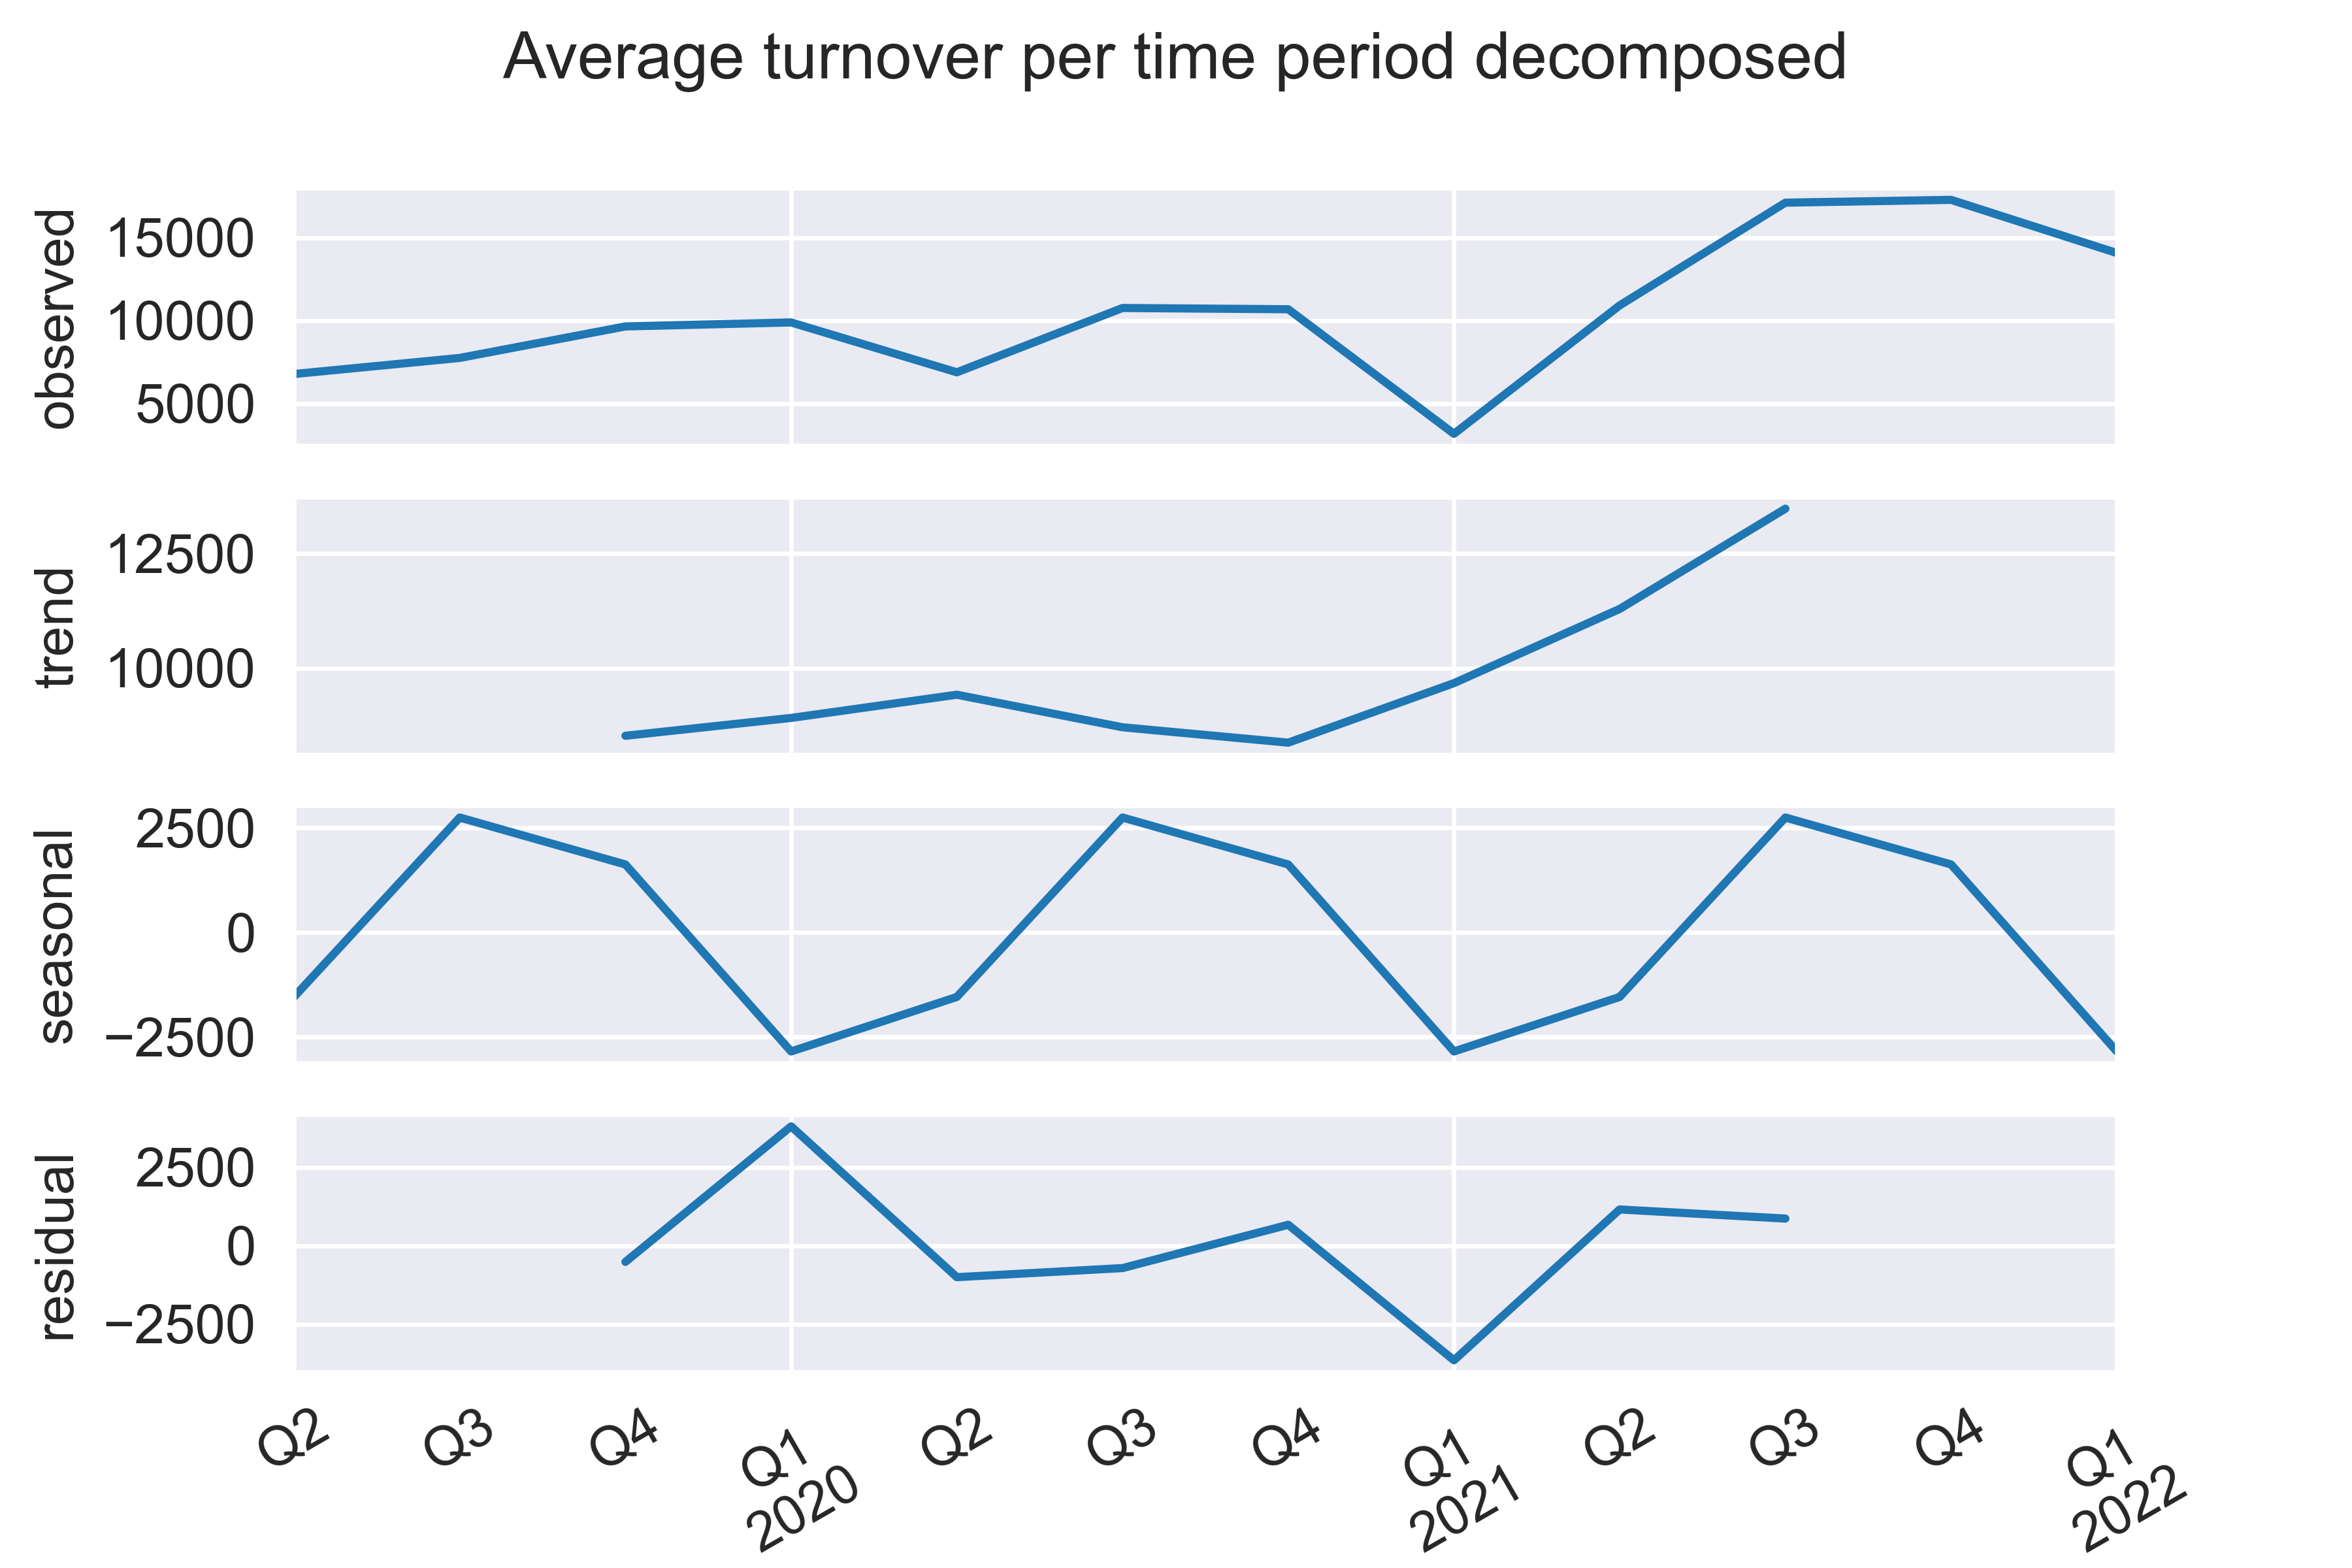 Average turnover per time period decomposed
observed
15000
10000
5000
trend
12500
10000
seasonal
2500
0
−2500
residual
2500
0
−2500
Q2 Q3 Q4 Q1 Q2 Q3 Q4 Q1 Q2 Q3 Q4 Q1
2020 2021 2022